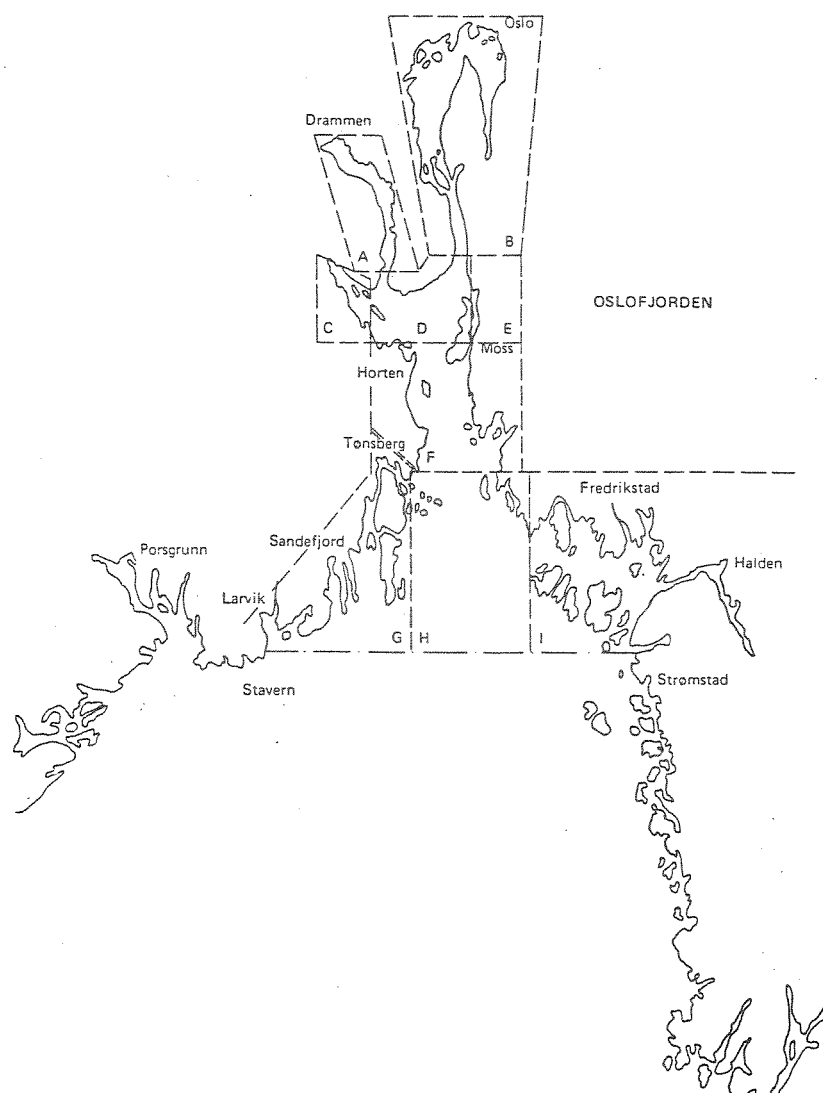 Oslo
Drammen
A
B
OSLOFJORDEN
C
D
E
Moss
Horten
Tønsberg
F
Fredrikstad
Porsgrunn
Sandefjord
Halden
Larvik
G
H
I
Stavern
Strømstad